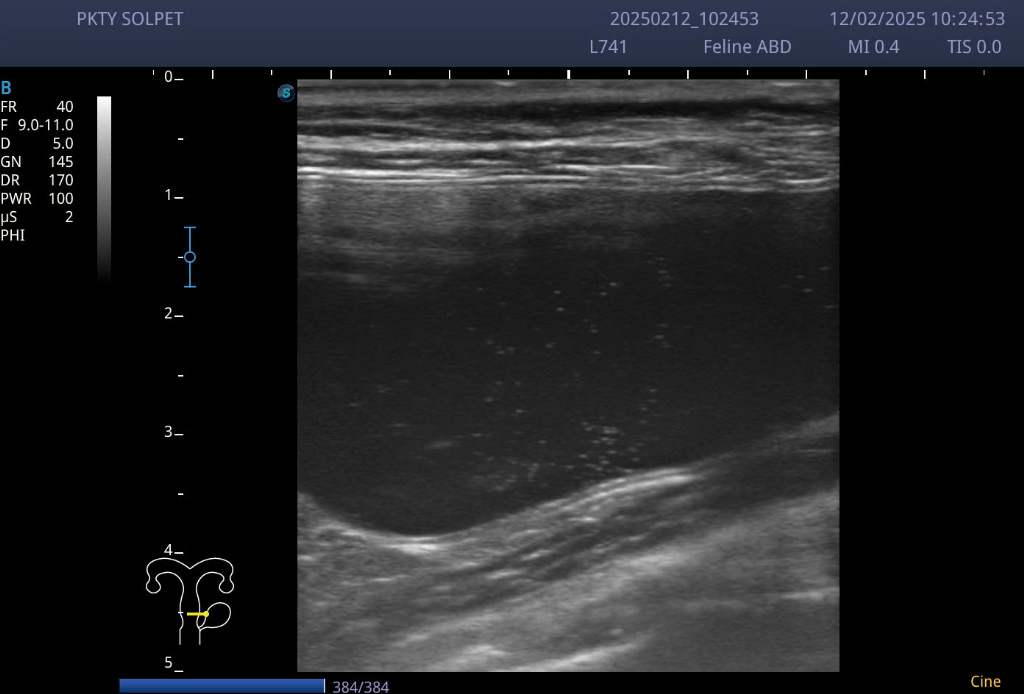 PKTY SOLPET 20250212_102453 12/02/2025 10:24:53
L741 Feline ABD MI 0.4 TIS 0.0
B
FR 40
F 9.0-11.0
D 5.0
GN 145
DR 170
PWR 100
µS 2
PHI
0
S
1
2
3
4
5
384/384
Cine